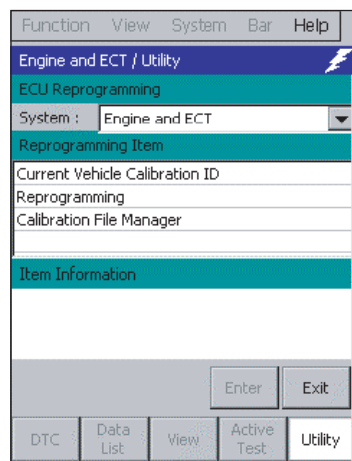 Function View System Bar Help
Engine and ECT / Utility
ECU Reprogramming
System : Engine and ECT
Reprogramming Item
Current Vehicle Calibration ID
Reprogramming
Calibration File Manager
Item Information
Enter Exit
DTC Data List View Active Test Utility